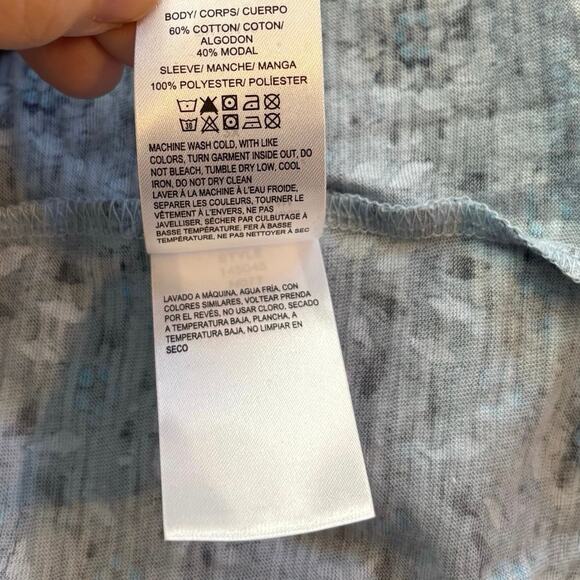 BODY/ CORPS/ CUERPO
60% COTTON/ COTON/
ALGODON
40% MODAL
SLEEVE/ MANCHE/ MANGA
100% POLYESTER/ POLÍESTER
MACHINE WASH COLD, WITH LIKE
COLORS, TURN GARMENT INSIDE OUT, DO
NOT BLEACH, TUMBLE DRY LOW, COOL
IRON, DO NOT DRY CLEAN
LAVER À LA MACHINE À L'EAU FROIDE,
SEPARER LES COULEURS, TOURNER LE
VÊTEMENT À L'ENVERS, NE PAS
JAVELLISER, SÉCHER PAR CULBUTAGE À
BASSE TEMPÉRATURE, FER À BASSE
TEMPÉRATURE, NE PAS NETTOYER À SEC
LAVADO A MÁQUINA, AGUA FRÍA, CON
COLORES SIMILARES, VOLTEAR PRENDA
POR EL REVÉS, NO USAR CLORO, SECADO
A TEMPERATURA BAJA, PLANCHA, A
TEMPERATURA BAJA, NO LIMPIAR EN
SECO